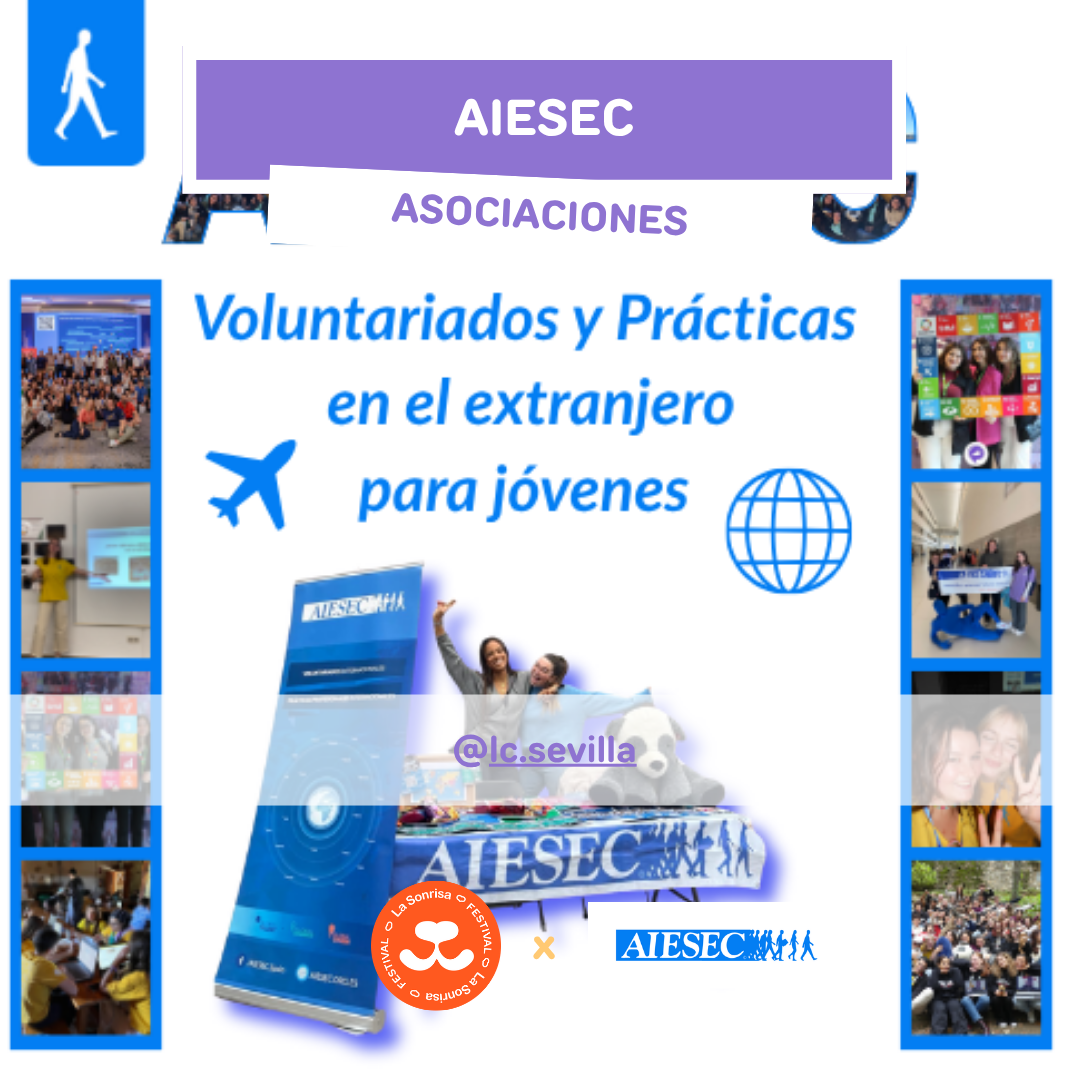 AIESEC
ASOCIACIONES
Voluntariados y Prácticas
en el extranjero
para jóvenes
AIESEC
@lc.sevilla
AIESEC
La Sonrisa FESTIVAL La Sonrisa FESTIVAL
x
AIESEC